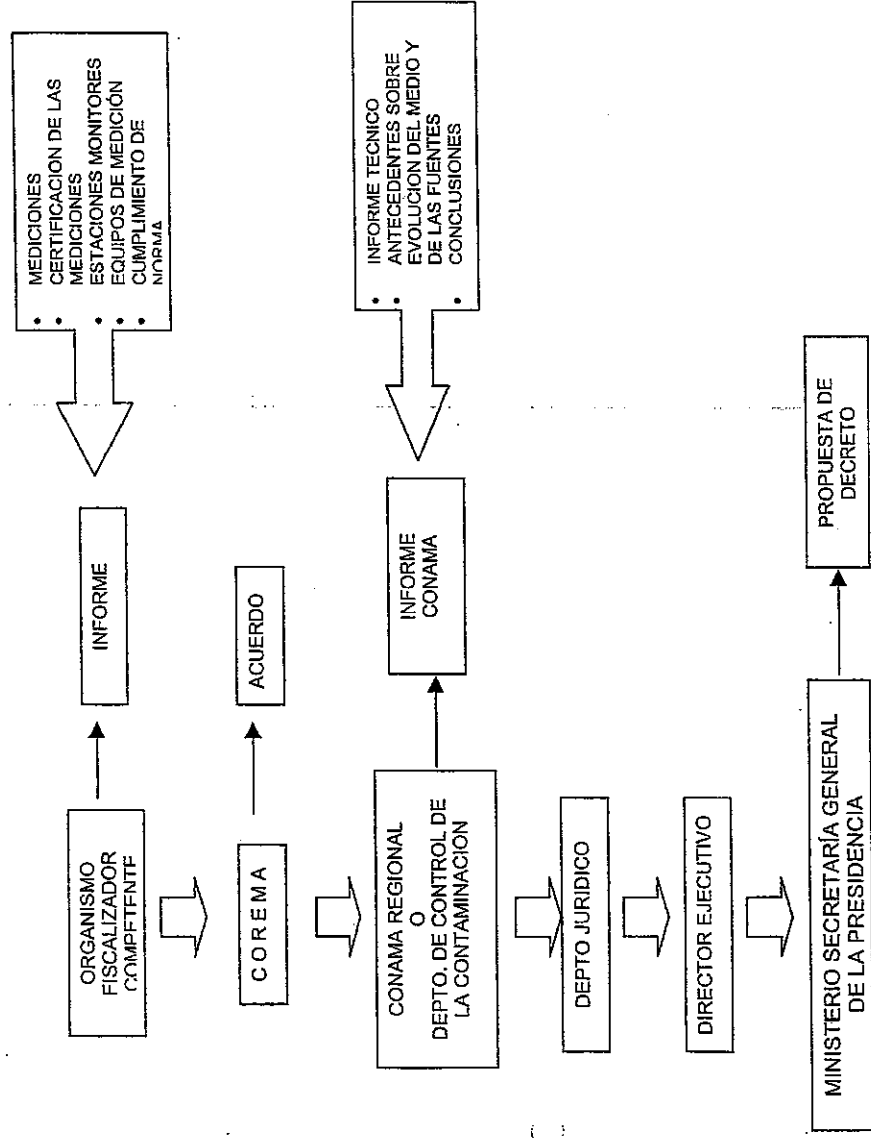 ORGANISMO
FISCALIZADOR
COMPETENTE
INFORME
• MEDICIONES
• CERTIFICACION DE LAS
MEDICIONES
• ESTACIONES MONITORES
• EQUIPOS DE MEDICIÓN
• CUMPLIMIENTO DE
NORMA
C O R E M A
ACUERDO
CONAMA REGIONAL
O
DEPTO. DE CONTROL DE
LA CONTAMINACION
INFORME
CONAMA
• INFORME TECNICO
• ANTECEDENTES SOBRE
EVOLUCION DEL MEDIO Y
DE LAS FUENTES
• CONCLUSIONES
DEPTO JURIDICO
DIRECTOR EJECUTIVO
MINISTERIO SECRETARÍA GENERAL
DE LA PRESIDENCIA
PROPUESTA DE
DECRETO